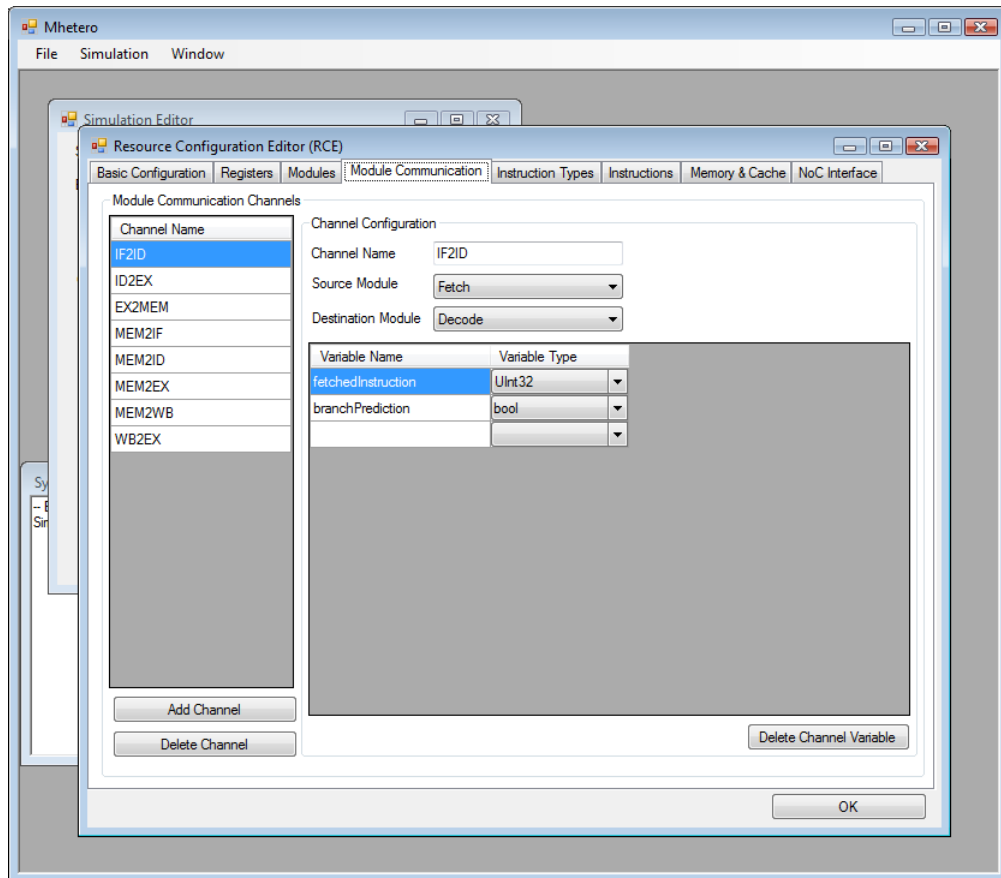 Mhetero
File Simulation Window
Simulation Editor
Resource Configuration Editor (RCE)
Basic Configuration Registers Modules Module Communication Instruction Types Instructions Memory & Cache NoC Interface
Module Communication Channels
Channel Name
IF2ID
ID2EX
EX2MEM
MEM2IF
MEM2ID
MEM2EX
MEM2WB
WB2EX
Add Channel
Delete Channel
Channel Configuration
Channel Name IF2ID
Source Module Fetch
Destination Module Decode
Variable Name Variable Type
fetchedInstruction UInt32
branchPrediction bool
Delete Channel Variable
OK
Sy
-- E
Sir